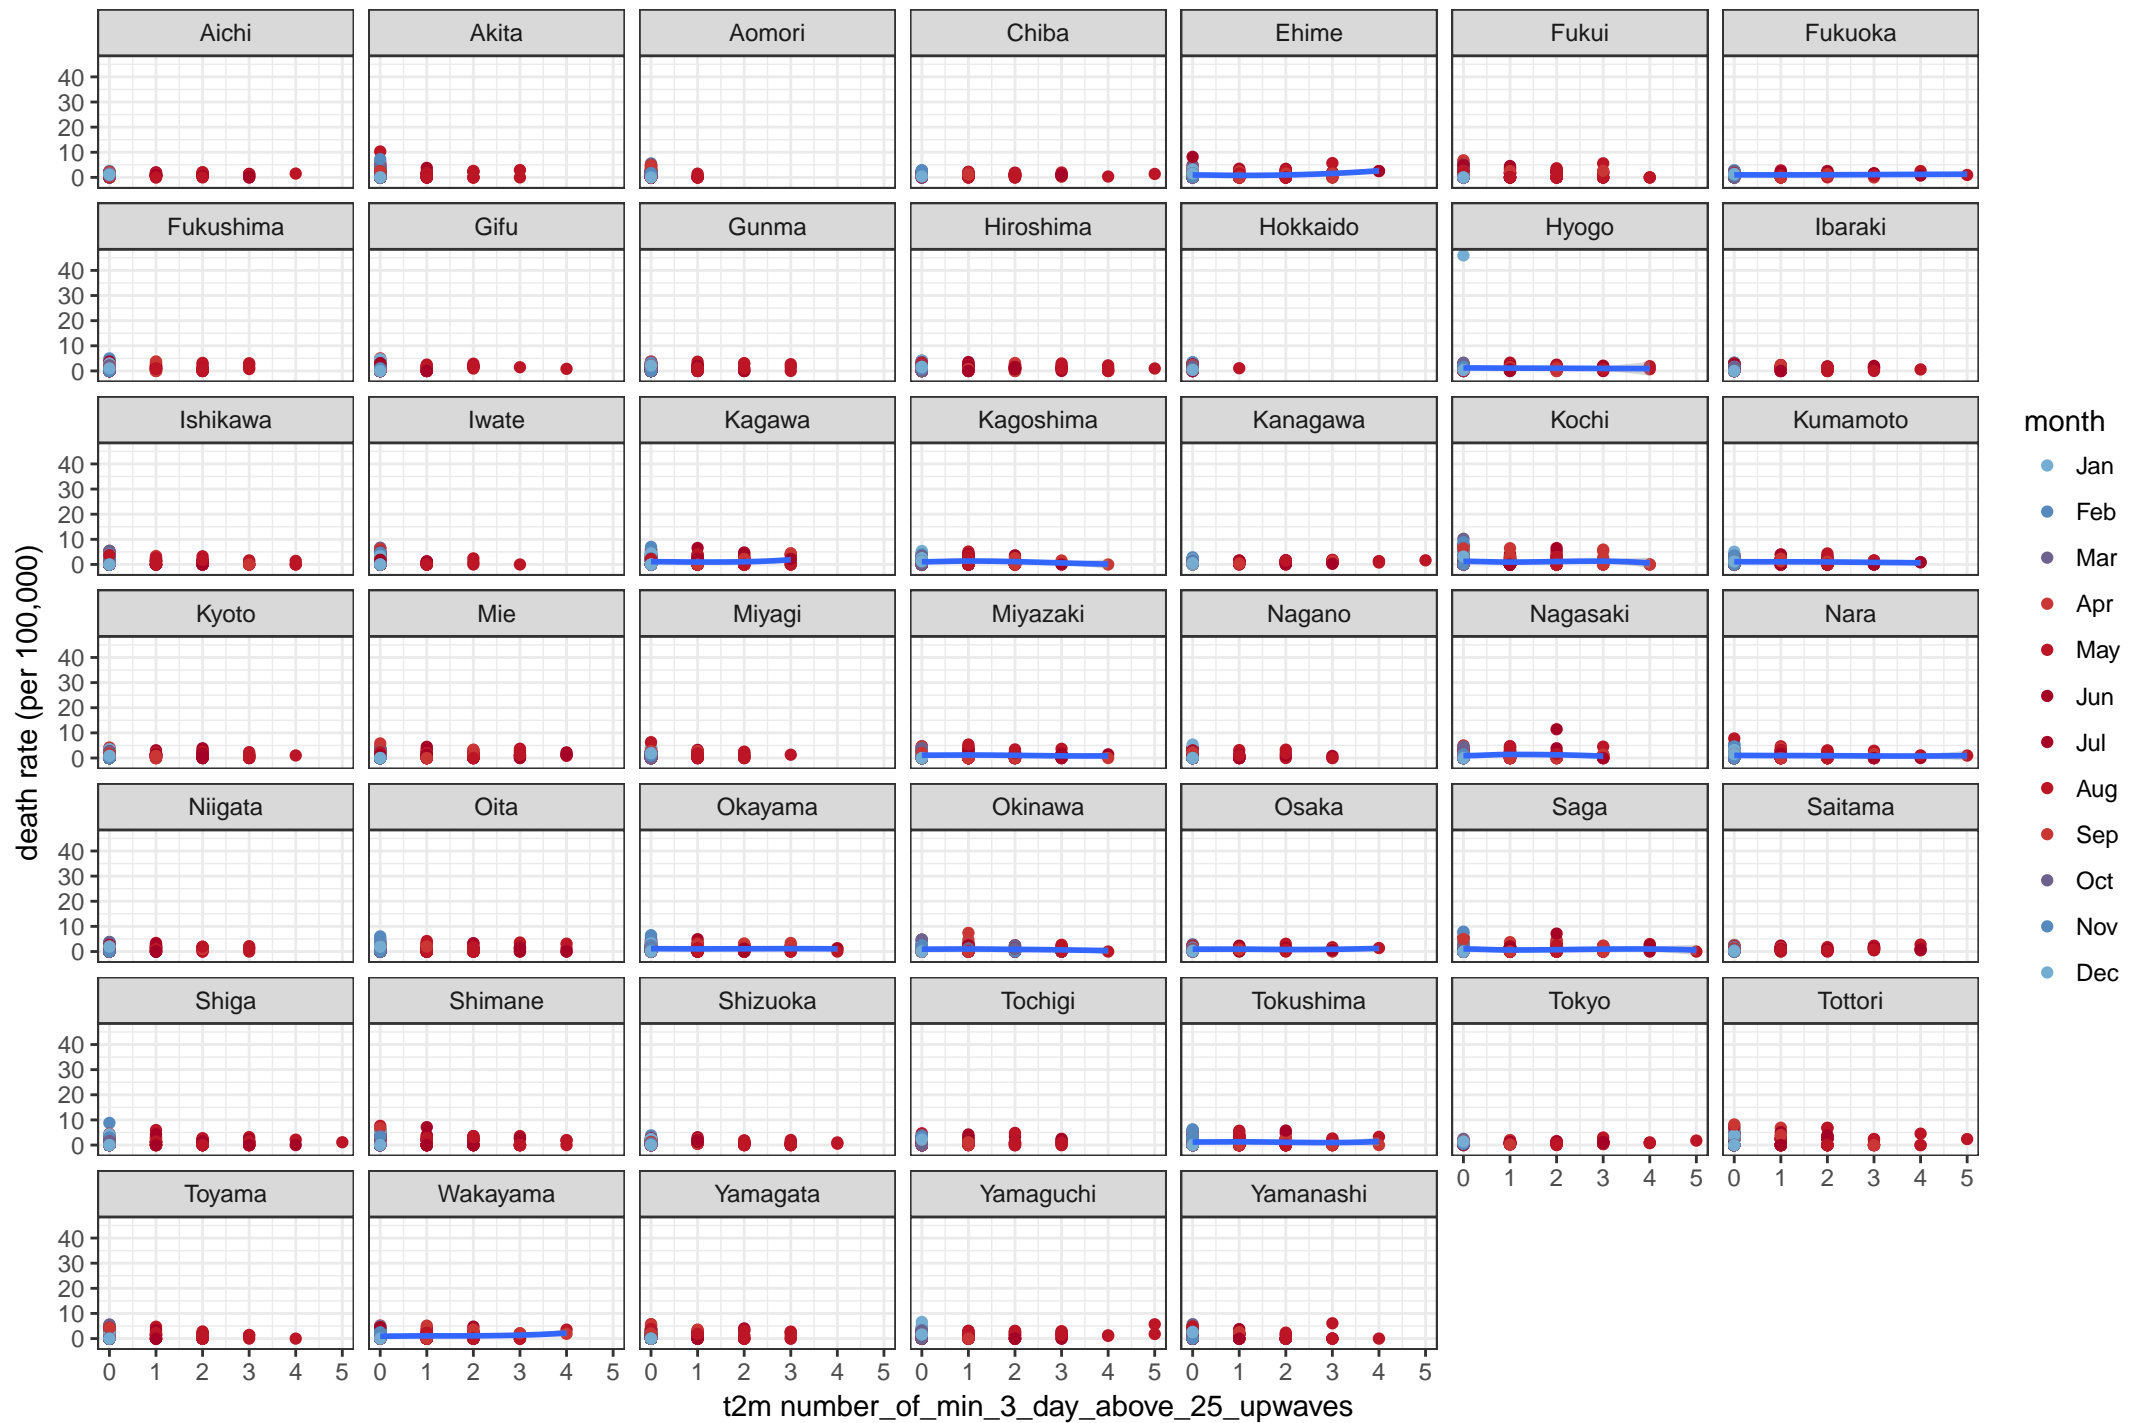 Aichi Akita Aomori Chiba Ehime Fukui Fukuoka
40
30
20
10
0
Fukushima Gifu Gunma Hiroshima Hokkaido Hyogo Ibaraki
40
30
20
10
0
Ishikawa Iwate Kagawa Kagoshima Kanagawa Kochi Kumamoto
40
30
20
10
0
Kyoto Mie Miyagi Miyazaki Nagano Nagasaki Nara
40
30
20
10
0
Niigata Oita Okayama Okinawa Osaka Saga Saitama
40
30
20
10
0
Shiga Shimane Shizuoka Tochigi Tokushima Tokyo Tottori
40
30
20
10
0
0 1 2 3 4 5 0 1 2 3 4 5
Toyama Wakayama Yamagata Yamaguchi Yamanashi
40
30
20
10
0
0 1 2 3 4 5 0 1 2 3 4 5 0 1 2 3 4 5 0 1 2 3 4 5 0 1 2 3 4 5
t2m number_of_min_3_day_above_25_upwaves
death rate (per 100,000)
month
Jan
Feb
Mar
Apr
May
Jun
Jul
Aug
Sep
Oct
Nov
Dec